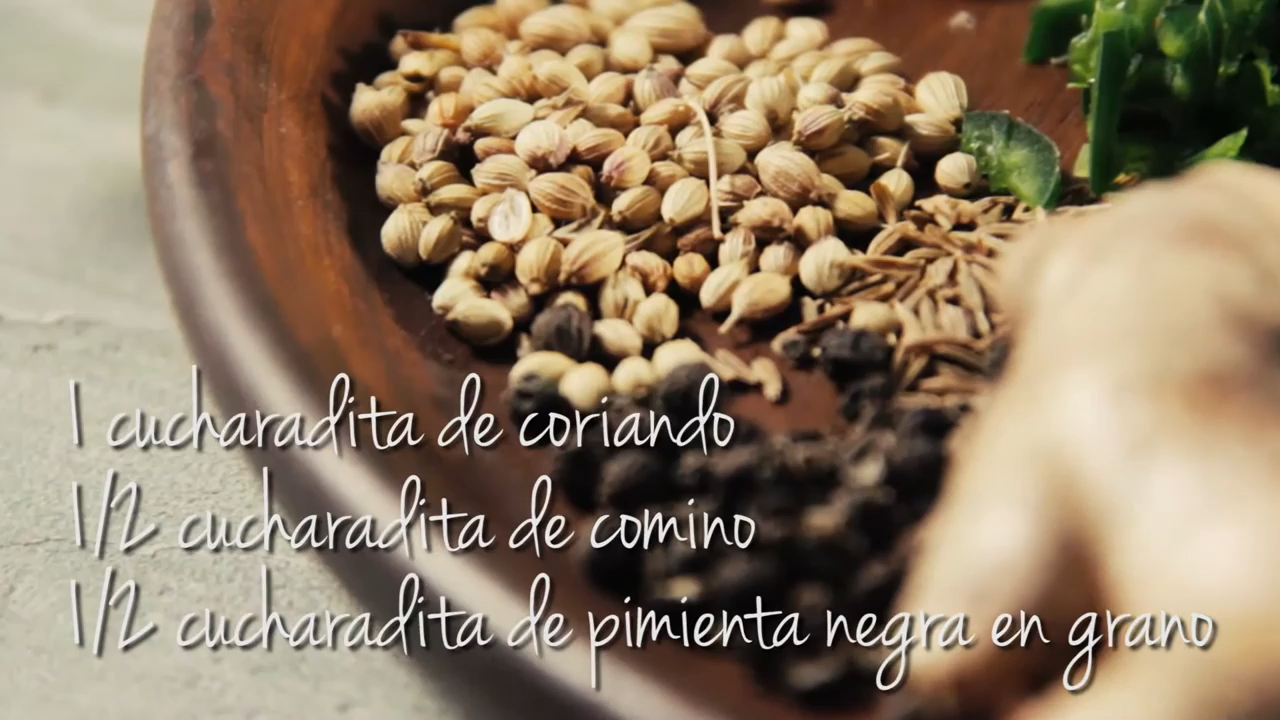 1 cucharadita de coriando
1/2 cucharadita de comino
1/2 cucharadita de pimienta negra en grano